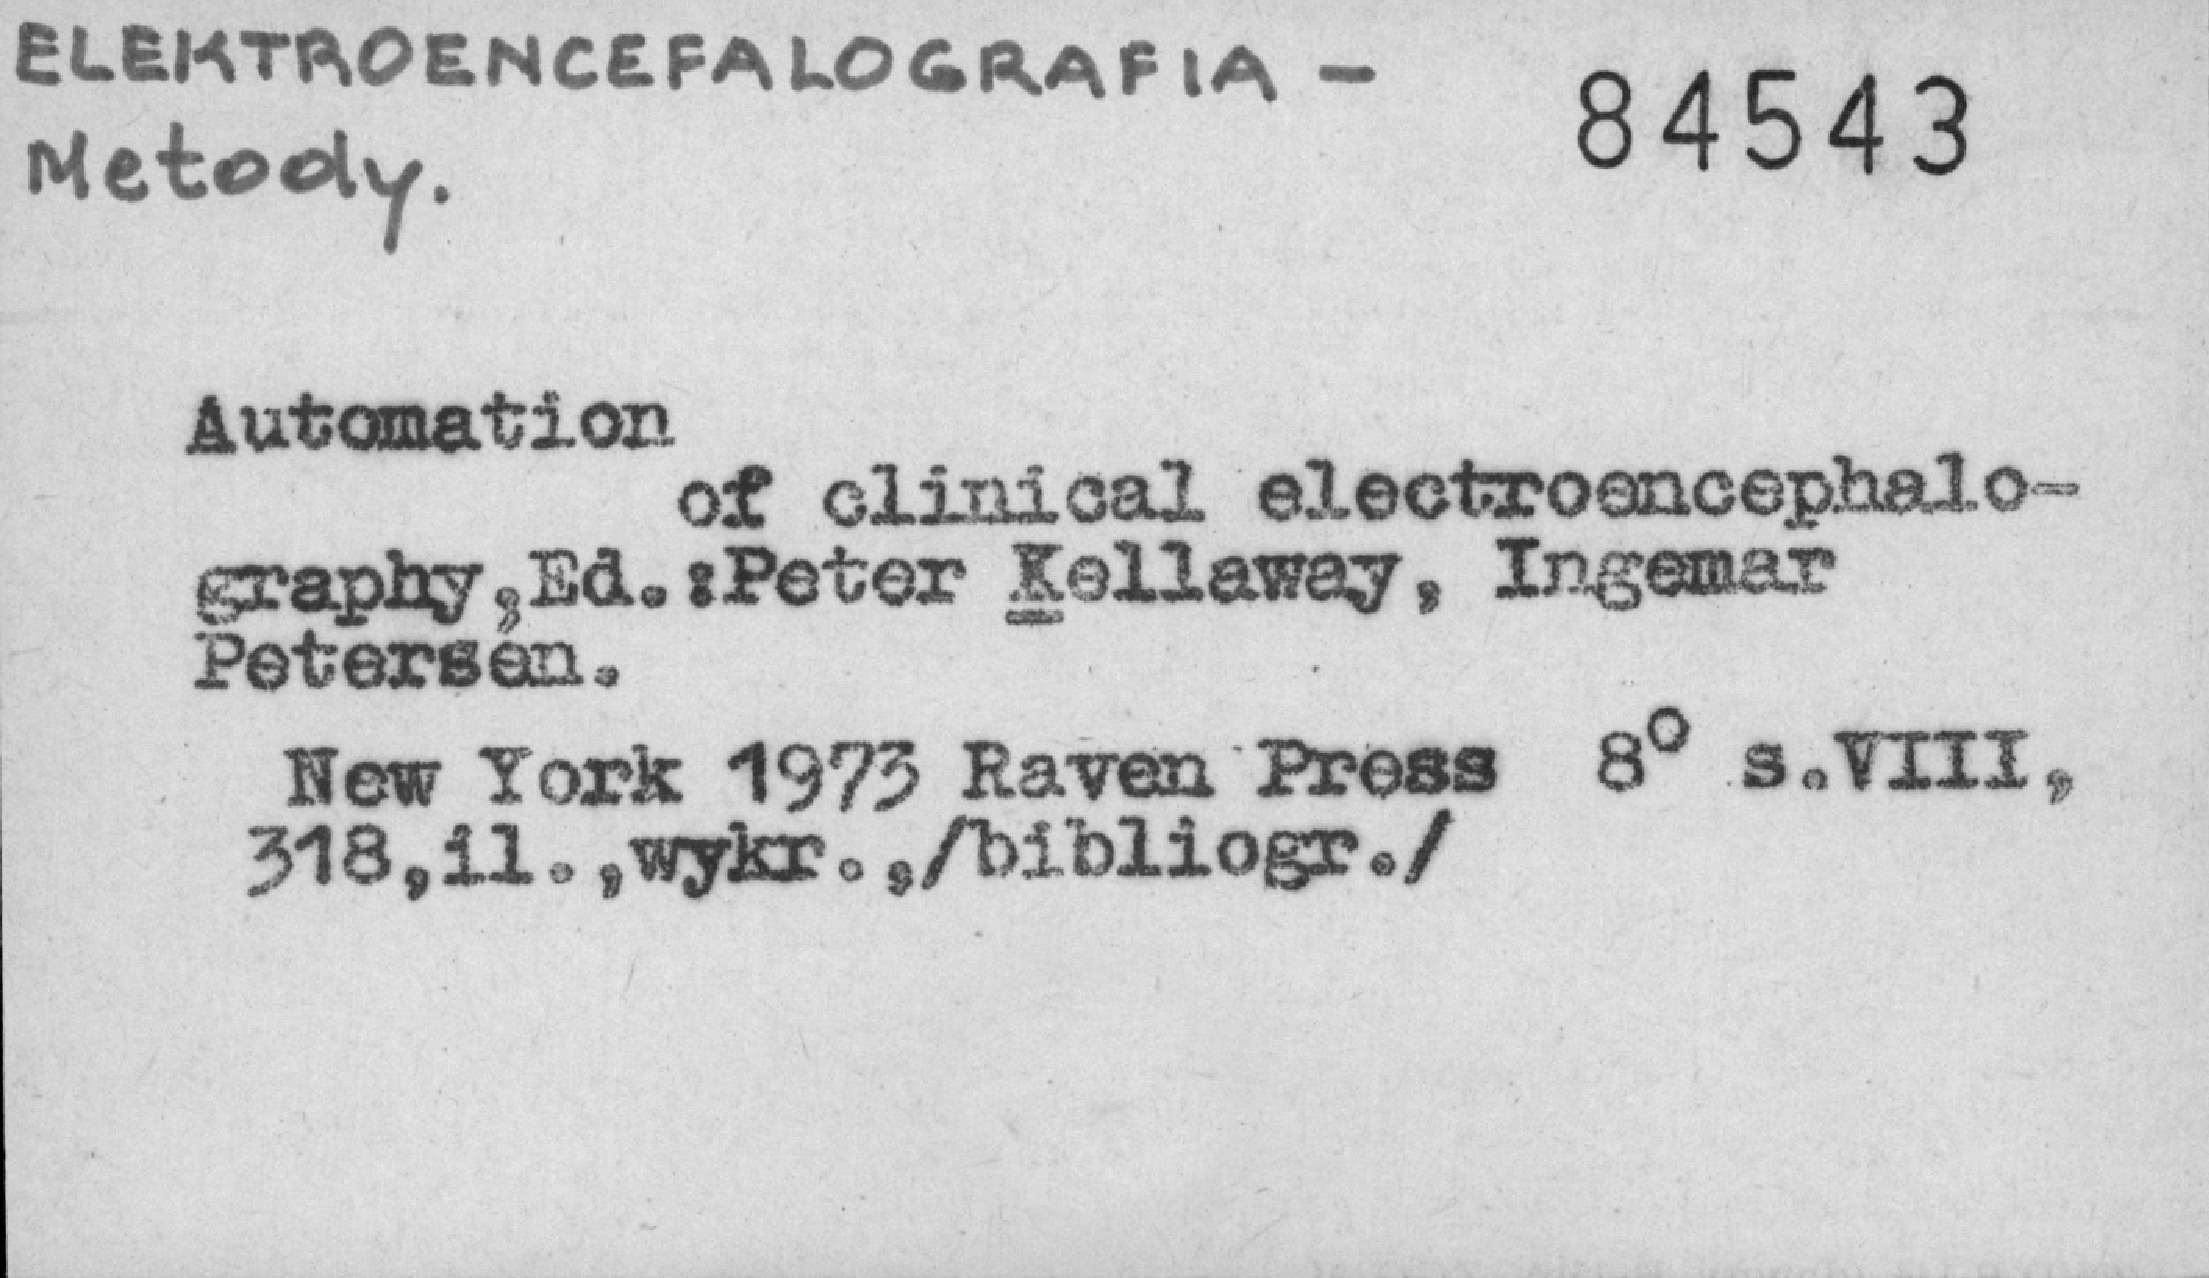 ELEKTROENCEFALOGRAFIA -
84543
Metody.
Automation
of clinical electroencephalo-
graphy,Ed.:Peter Kellaway, Ingemar
Petersén.
New York 1973 Raven Press 8° s.VIII,
318,il.,wykr.,/bibliogr./